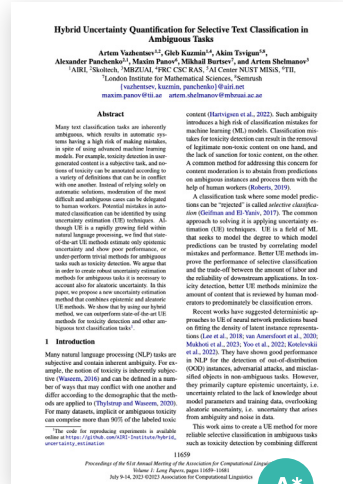 Hybrid Uncertainty Quantification for Selective Text Classification in
Ambiguous Tasks
Artem Vazhentsev1,2, Gleb Kuzmin1,4, Akim Tsvigun7,8,
Alexander Panchenko2,1, Maxim Panov6, Mikhail Burtsev7, and Artem Shelmanov3
1AIRI, 2Skoltech, 3MBZUAI, 4FRC CSC RAS, 5AI Center NUST MISiS, 6TII,
7London Institute for Mathematical Sciences, 8Semrush
{vazhentsev, kuzmin, panchenko}@airi.net
maxim.panov@tii.ae artem.shelmanov@mbzuai.ac.ae
Abstract
Many text classification tasks are inherently
ambiguous, which results in automatic sys-
tems having a high risk of making mistakes,
in spite of using advanced machine learning
models. For example, toxicity detection in user-
generated content is a subjective task, and no-
tions of toxicity can be annotated according to
a variety of definitions that can be in conflict
with one another. Instead of relying solely on
automatic solutions, moderation of the most
difficult and ambiguous cases can be delegated
to human workers. Potential mistakes in auto-
mated classification can be identified by using
uncertainty estimation (UE) techniques. Al-
though UE is a rapidly growing field within
natural language processing, we find that state-
of-the-art UE methods estimate only epistemic
uncertainty and show poor performance, or
under-perform trivial methods for ambiguous
tasks such as toxicity detection. We argue that
in order to create robust uncertainty estimation
methods for ambiguous tasks it is necessary to
account also for aleatoric uncertainty. In this
paper, we propose a new uncertainty estimation
method that combines epistemic and aleatoric
UE methods. We show that by using our hybrid
method, we can outperform state-of-the-art UE
methods for toxicity detection and other am-
biguous text classification tasks1.
1 Introduction
Many natural language processing (NLP) tasks are
subjective and contain inherent ambiguity. For ex-
ample, the notion of toxicity is inherently subjec-
tive (Waseem, 2016) and can be defined in a num-
ber of ways that may conflict with one another and
differ according to the demographic that the meth-
ods are applied to (Thylstrup and Waseem, 2020).
For many datasets, implicit or ambiguous toxicity
can comprise more than 90% of the labeled toxic
1The code for reproducing experiments is available
online at https://github.com/AIRI-Institute/hybrid_
uncertainty_estimation
content (Hartvigsen et al., 2022). Such ambiguity
introduces a high risk of classification mistakes for
machine learning (ML) models. Classification mis-
takes for toxicity detection can result in the removal
of legitimate non-toxic content on one hand, and
the lack of sanction for toxic content, on the other.
A common method for addressing this concern for
content moderation is to abstain from predictions
on ambiguous instances and process them with the
help of human workers (Roberts, 2019).
A classification task where some model predic-
tions can be "rejected" is called selective classifica-
tion (Geifman and El-Yaniv, 2017). The common
approach to solving it is applying uncertainty es-
timation (UE) techniques. UE is a field of ML
that seeks to model the degree to which model
predictions can be trusted by correlating model
mistakes and performance. Better UE methods im-
prove the performance of selective classification
and the trade-off between the amount of labor and
the reliability of downstream applications. In tox-
icity detection, better UE methods minimize the
amount of content that is reviewed by human mod-
erators to predominately be classification errors.
Recent works have suggested deterministic ap-
proaches to UE of neural network predictions based
on fitting the density of latent instance representa-
tions (Lee et al., 2018; van Amersfoort et al., 2020;
Mukhoti et al., 2023; Yoo et al., 2022; Kotelevskii
et al., 2022). They have shown good performance
in NLP for the detection of out-of-distribution
(OOD) instances, adversarial attacks, and misclas-
sified objects in non-ambiguous tasks. However,
they primarily capture epistemic uncertainty, i.e.
uncertainty related to the lack of knowledge about
model parameters and training data, overlooking
aleatoric uncertainty, i.e. uncertainty that arises
from ambiguity and noise in data.
This work aims to create a UE method for more
reliable selective classification in ambiguous tasks
such as toxicity detection by combining different
11659
Proceedings of the 61st Annual Meeting of the Association for Computational
Volume 1: Long Papers, pages 11659–11681
July 9-14, 2023 ©2023 Association for Computational Linguistics
A*